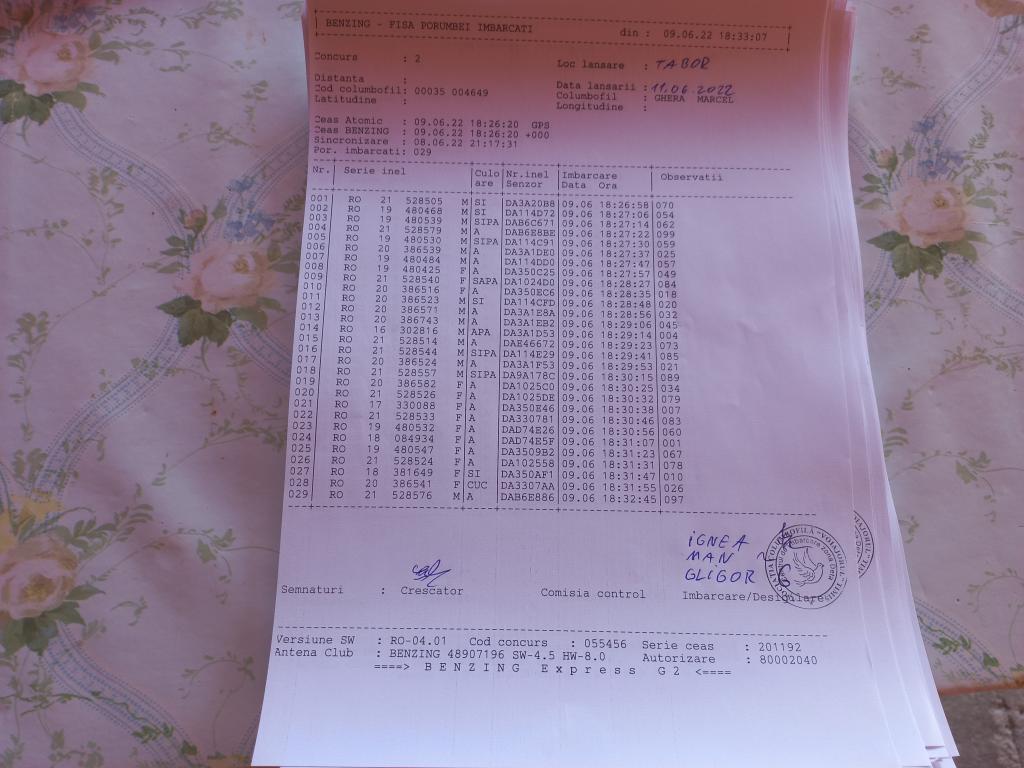 BENZING - FISA PORUMBEI IMBARCATI din : 09.06.22 18:33:07
Concurs : 2 Loc lansare : TABOR
Distanta : Data lansarii : 11.06.2022
Cod columbofil: 00035 004649 Columbofil : GHERA MARCEL
Latitudine : Longitudine :
Ceas Atomic : 09.06.22 18:26:20 GPS
Ceas BENZING : 09.06.22 18:26:20 +000
Sincronizare : 08.06.22 21:17:31
Por. imbarcati: 029
Nr. Serie inel Culo Nr.inel Imbarcare Observatii
are Senzor Data Ora
001 RO 21 528505 M SI DA3A20B8 09.06 18:26:58 070
002 RO 19 480468 M SI DA114D72 09.06 18:27:06 054
003 RO 19 480539 M SIPA DAB6C671 09.06 18:27:14 062
004 RO 21 528579 M A DAB6E8BE 09.06 18:27:22 099
005 RO 19 480530 M SIPA DA114C91 09.06 18:27:30 059
006 RO 20 386539 M A DA3A1DE0 09.06 18:27:37 025
007 RO 19 480484 M A DA114DD0 09.06 18:27:47 057
008 RO 19 480425 F A DA350C25 09.06 18:27:57 049
009 RO 21 528540 F SAPA DA1024D0 09.06 18:28:27 084
010 RO 20 386516 F A DA350EC6 09.06 18:28:35 018
011 RO 20 386523 M SI DA114CFD 09.06 18:28:48 020
012 RO 20 386571 M A DA3A1E8A 09.06 18:28:56 032
013 RO 20 386743 M A DA3A1EB2 09.06 18:29:06 045
014 RO 16 302816 M APA DA3A1D53 09.06 18:29:14 004
015 RO 21 528514 M A DAE46672 09.06 18:29:23 073
016 RO 21 528544 M SIPA DA114E29 09.06 18:29:41 085
017 RO 20 386524 M A DA3A1F53 09.06 18:29:53 021
018 RO 21 528557 M SIPA DA9A178C 09.06 18:30:15 089
019 RO 20 386582 F A DA1025C0 09.06 18:30:25 034
020 RO 21 528526 F A DA1025DE 09.06 18:30:32 079
021 RO 17 330088 F A DA350E46 09.06 18:30:38 007
022 RO 21 528533 F A DA330781 09.06 18:30:46 083
023 RO 19 480532 F A DAD74E26 09.06 18:30:56 060
024 RO 18 084934 F A DAD74E5F 09.06 18:31:07 001
025 RO 19 480547 F A DA3509B2 09.06 18:31:23 067
026 RO 21 528524 F A DA102558 09.06 18:31:31 078
027 RO 18 381649 F SI DA350AF1 09.06 18:31:47 010
028 RO 20 386541 F CUC DA3307AA 09.06 18:31:55 026
029 RO 21 528576 M A DAB6E886 09.06 18:32:45 097
IGNEA
MAN
GLIGOR
Semnaturi : Crescator Comisia control Imbarcare/Desigilare
Versiune SW : RO-04.01 Cod concurs : 055456 Serie ceas : 201192
Antena Club : BENZING 48907196 SW-4.5 HW-8.0 Autorizare : 80002040
====> B E N Z I N G E x p r e s s G 2 <====